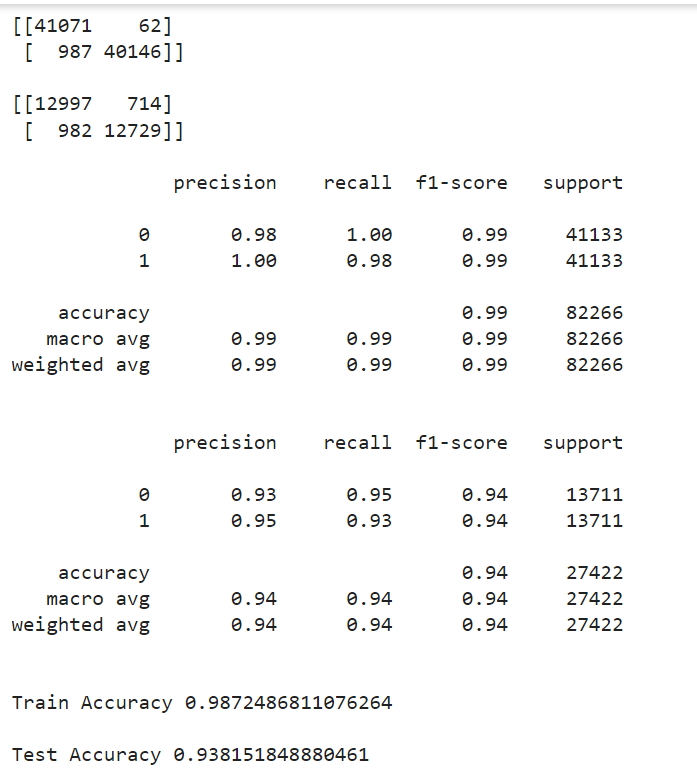 [[41071    62]
 [  987 40146]]
[[12997   714]
 [  982 12729]]
              precision    recall  f1-score   support
           0       0.98      1.00      0.99     41133
           1       1.00      0.98      0.99     41133
    accuracy                           0.99     82266
   macro avg       0.99      0.99      0.99     82266
weighted avg       0.99      0.99      0.99     82266
              precision    recall  f1-score   support
           0       0.93      0.95      0.94     13711
           1       0.95      0.93      0.94     13711
    accuracy                           0.94     27422
   macro avg       0.94      0.94      0.94     27422
weighted avg       0.94      0.94      0.94     27422
Train Accuracy 0.9872486811076264
Test Accuracy 0.938151848880461